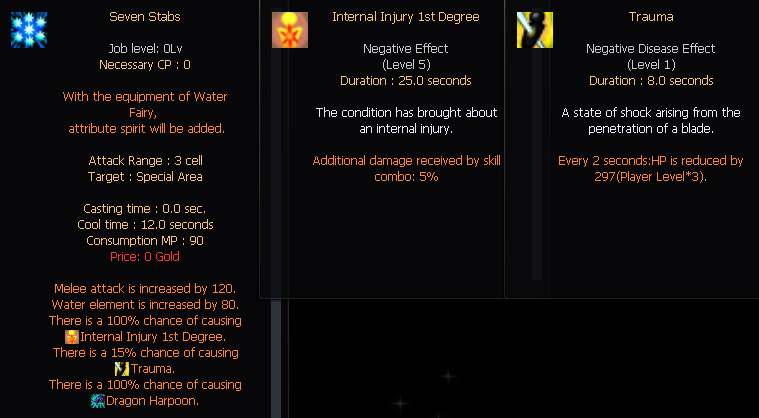 Seven Stabs
Job level: 0Lv
Necessary CP : 0
With the equipment of Water
Fairy,
attribute spirit will be added.
Attack Range : 3 cell
Target : Special Area
Casting time : 0.0 sec.
Cool time : 12.0 seconds
Consumption MP : 90
Price: 0 Gold
Melee attack is increased by 120.
Water element is increased by 80.
There is a 100% chance of causing
Internal Injury 1st Degree.
There is a 15% chance of causing
Trauma.
There is a 100% chance of causing
Dragon Harpoon.
Internal Injury 1st Degree
Negative Effect
(Level 5)
Duration : 25.0 seconds
The condition has brought about
an internal injury.
Additional damage received by skill
combo: 5%
Trauma
Negative Disease Effect
(Level 1)
Duration : 8.0 seconds
A state of shock arising from the
penetration of a blade.
Every 2 seconds:HP is reduced by
297(Player Level*3).